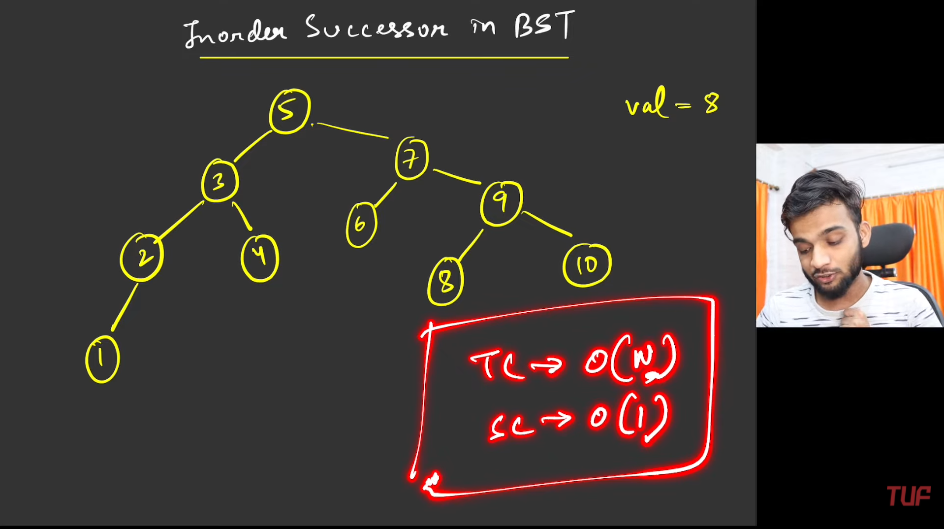 Inorder Successor in BST
val = 8
5
3
7
2
4
6
9
1
8
10
TC → O(N)
SC → O(1)
TUF